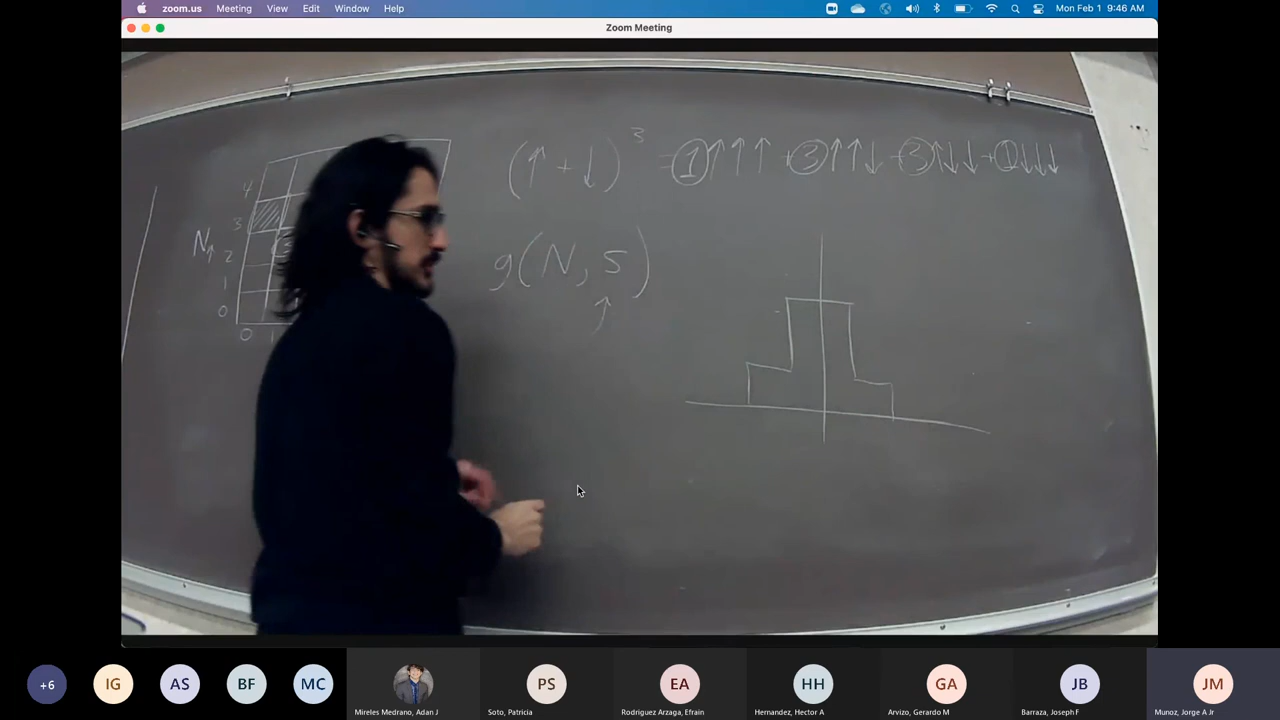 zoom.us Meeting View Edit Window Help Mon Feb 1 9:46 AM
Zoom Meeting
(↑ + ↓)³ = ①↑↑↑ + ③↑↑↓ + ③↑↓↓ + ①↓↓↓
g(N, s)
↑
4
3
N↑ 2
1
0
0 1
+6 IG AS BF MC PS EA HH GA JB JM
Mireles Medrano, Adan J Soto, Patricia Rodriguez Arzaga, Efrain Hernandez, Hector A Arvizo, Gerardo M Barraza, Joseph F Munoz, Jorge A Jr